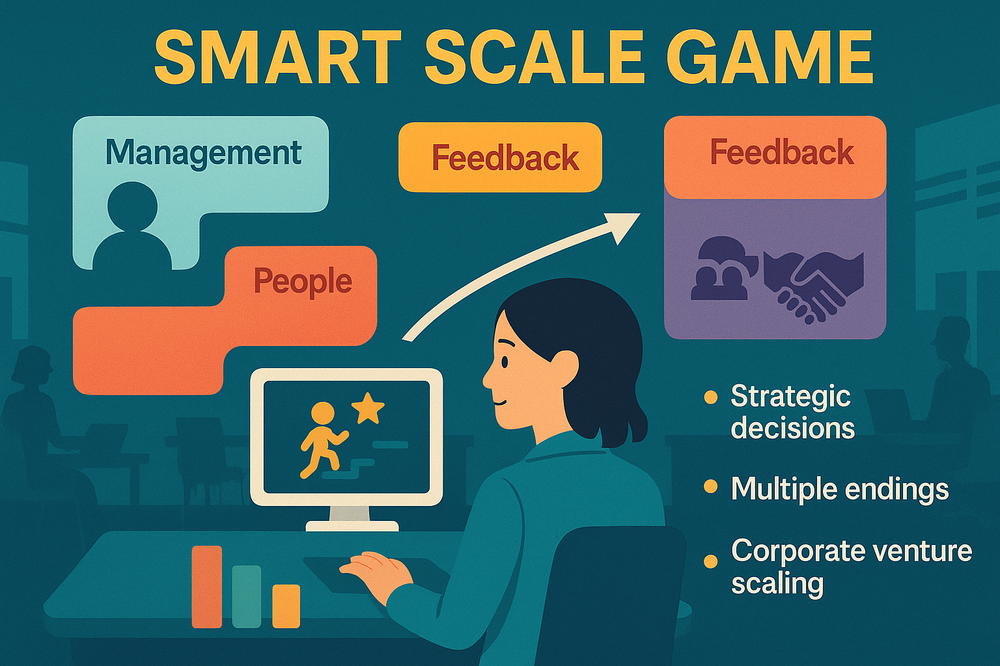 SMART SCALE GAME
Management
Feedback
Feedback
People
Strategic
decisions
Multiple endings
Corporate venture
scaling